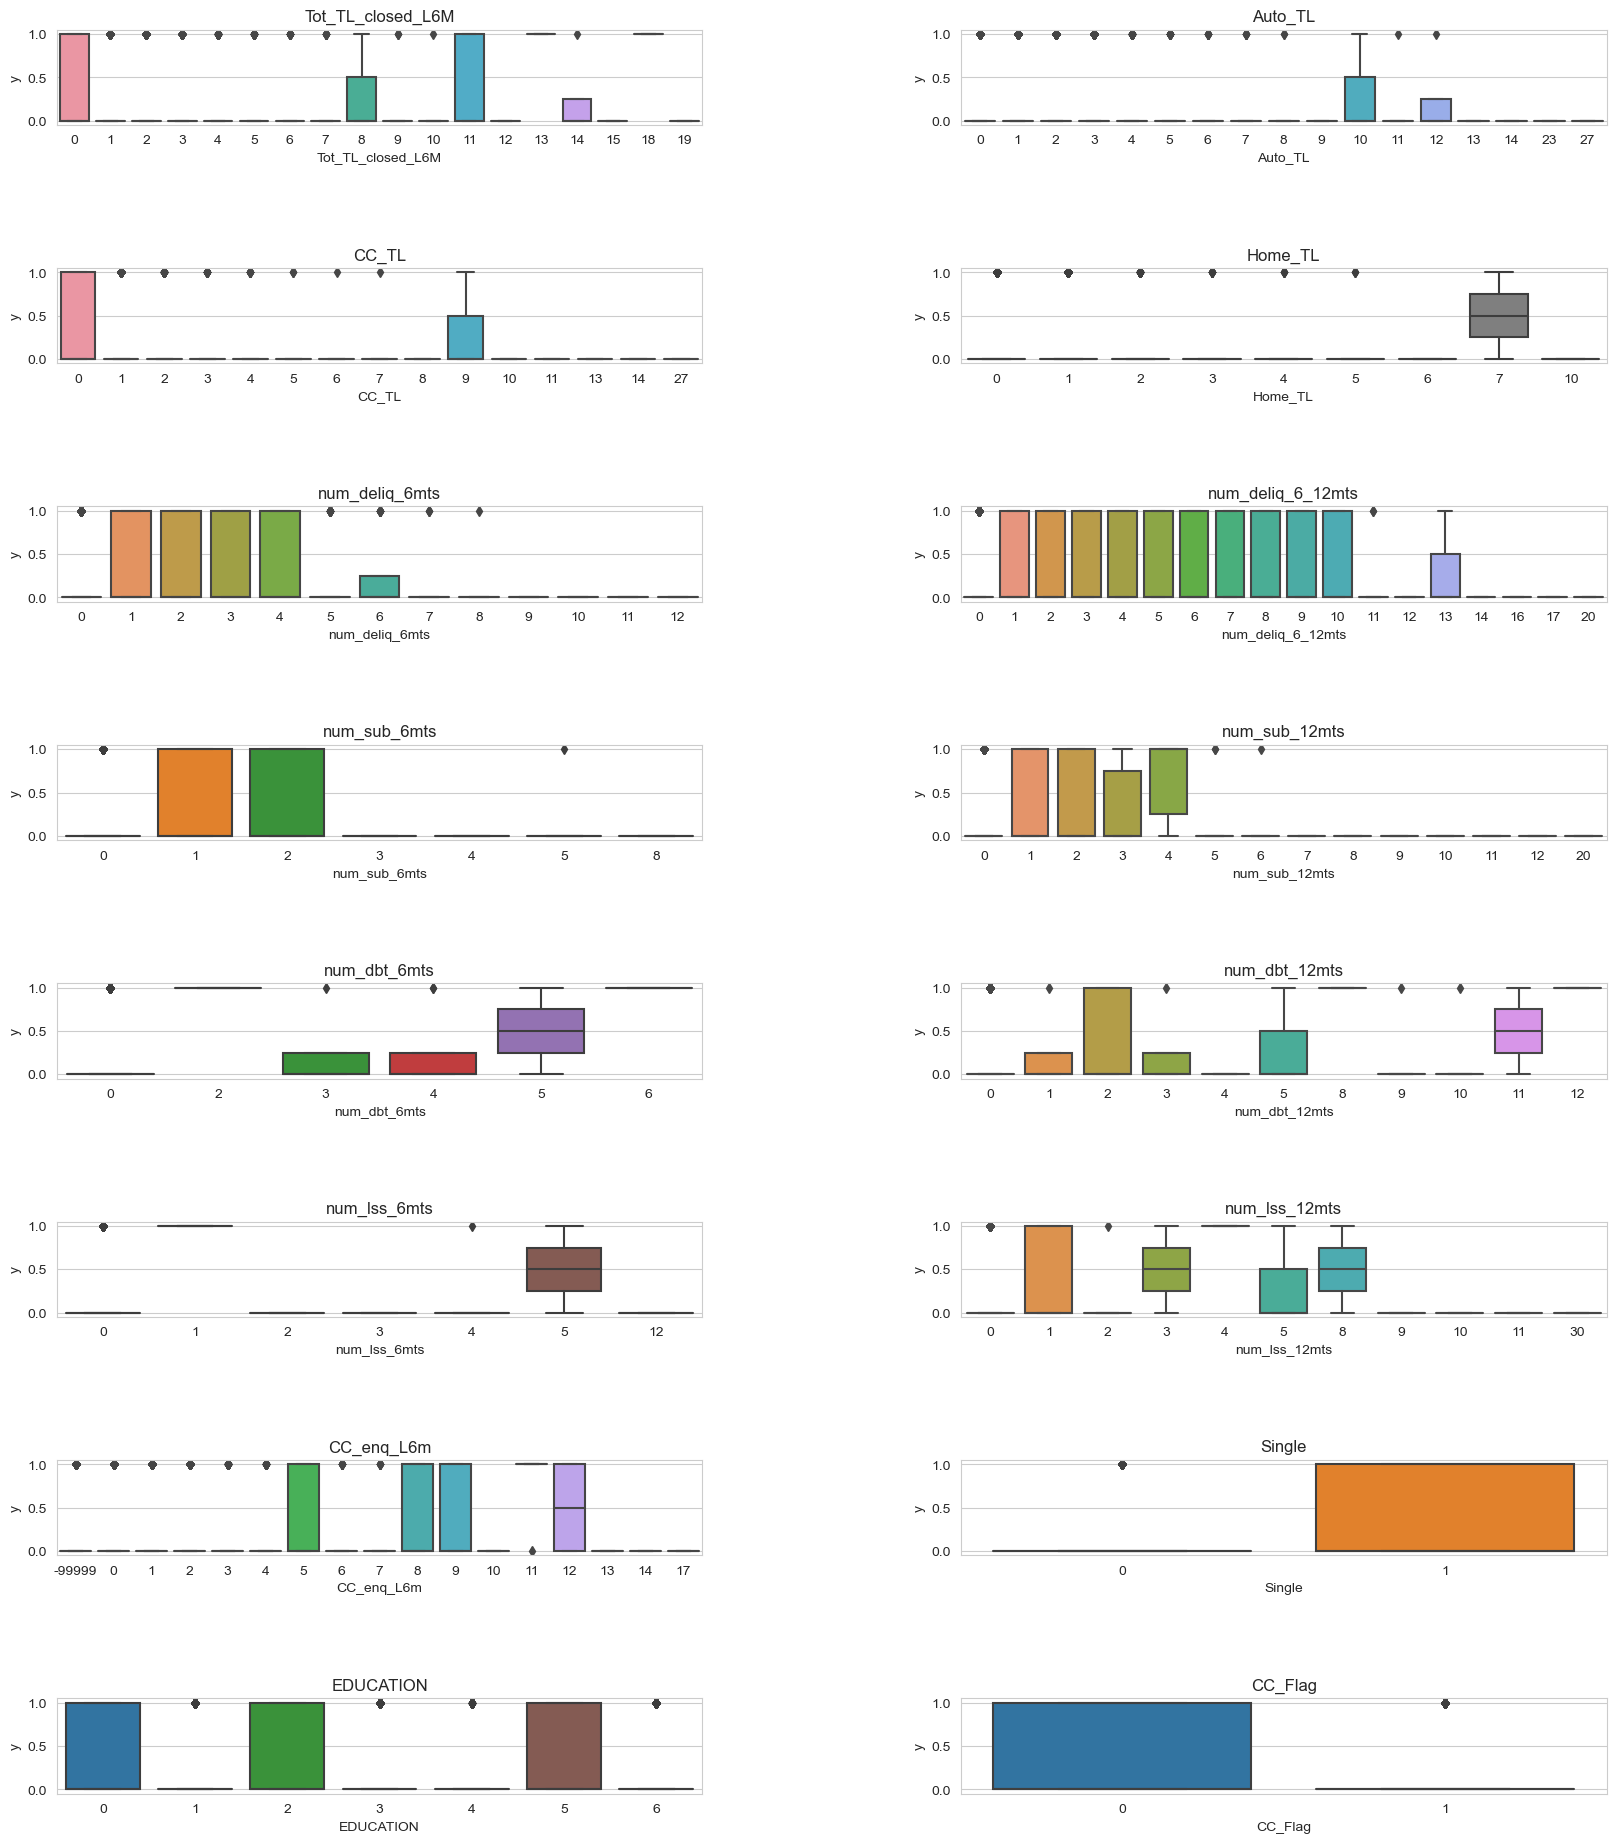 Tot_TL_closed_L6M
1.0
y 0.5
0.0
0 1 2 3 4 5 6 7 8 9 10 11 12 13 14 15 18 19
Tot_TL_closed_L6M
Auto_TL
1.0
y 0.5
0.0
0 1 2 3 4 5 6 7 8 9 10 11 12 13 14 23 27
Auto_TL
CC_TL
1.0
y 0.5
0.0
0 1 2 3 4 5 6 7 8 9 10 11 13 14 27
CC_TL
Home_TL
1.0
y 0.5
0.0
0 1 2 3 4 5 6 7 10
Home_TL
num_deliq_6mts
1.0
y 0.5
0.0
0 1 2 3 4 5 6 7 8 9 10 11 12
num_deliq_6mts
num_deliq_6_12mts
1.0
y 0.5
0.0
0 1 2 3 4 5 6 7 8 9 10 11 12 13 14 16 17 20
num_deliq_6_12mts
num_sub_6mts
1.0
y 0.5
0.0
0 1 2 3 4 5 8
num_sub_6mts
num_sub_12mts
1.0
y 0.5
0.0
0 1 2 3 4 5 6 7 8 9 10 11 12 20
num_sub_12mts
num_dbt_6mts
1.0
y 0.5
0.0
0 2 3 4 5 6
num_dbt_6mts
num_dbt_12mts
1.0
y 0.5
0.0
0 1 2 3 4 5 8 9 10 11 12
num_dbt_12mts
num_lss_6mts
1.0
y 0.5
0.0
0 1 2 3 4 5 12
num_lss_6mts
num_lss_12mts
1.0
y 0.5
0.0
0 1 2 3 4 5 8 9 10 11 30
num_lss_12mts
CC_enq_L6m
1.0
y 0.5
0.0
-99999 0 1 2 3 4 5 6 7 8 9 10 11 12 13 14 17
CC_enq_L6m
Single
1.0
y 0.5
0.0
0 1
Single
EDUCATION
1.0
y 0.5
0.0
0 1 2 3 4 5 6
EDUCATION
CC_Flag
1.0
y 0.5
0.0
0 1
CC_Flag